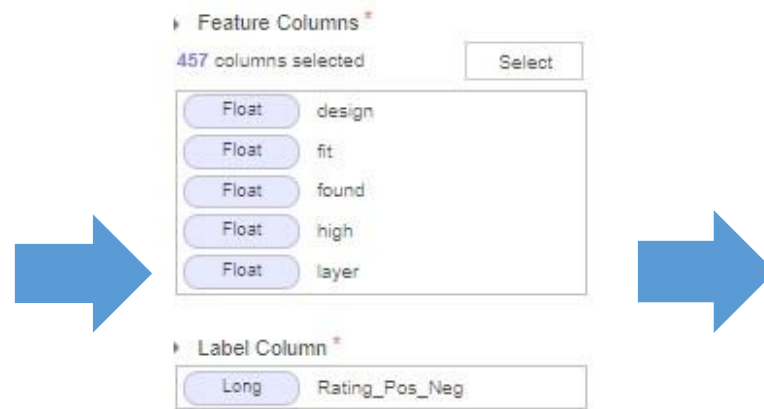 Feature Columns *
457 columns selected Select
Float design
Float fit
Float found
Float high
Float layer
Label Column *
Long Rating_Pos_Neg